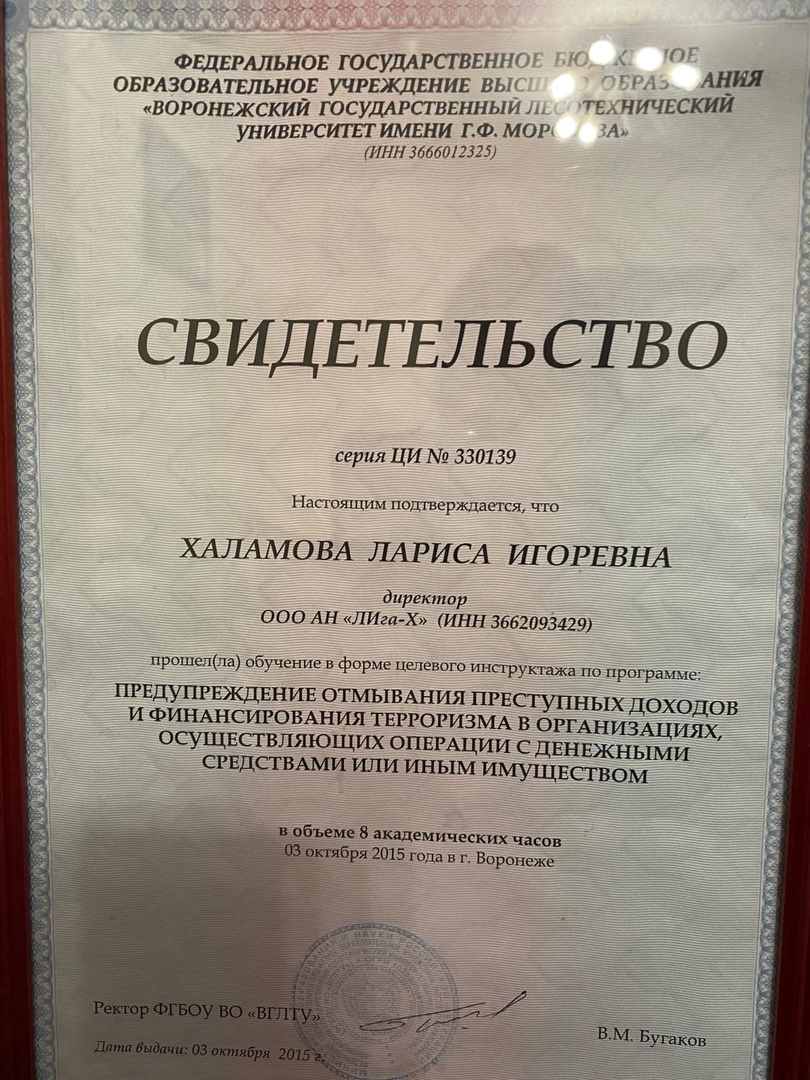 ФЕДЕРАЛЬНОЕ ГОСУДАРСТВЕННОЕ
ОБРАЗОВАТЕЛЬНОЕ УЧРЕЖДЕНИЕ
«ВОРОНЕЖСКИЙ ГОСУДАРСТВЕННЫЙ ЛЕСОТЕХНИЧЕСКИЙ
УНИВЕРСИТЕТ ИМЕНИ Г.Ф.
(ИНН 3666012325)
СВИДЕТЕЛЬСТВО
серия ЦИ № 330139
Настоящим подтверждается, что
ХАЛАМОВА ЛАРИСА ИГОРЕВНА
директор
ООО АН «ЛИга-Х» (ИНН 3662093429)
прошел(ла) обучение в форме целевого инструктажа по программе:
ПРЕДУПРЕЖДЕНИЕ ОТМЫВАНИЯ ПРЕСТУПНЫХ ДОХОДОВ
И ФИНАНСИРОВАНИЯ ТЕРРОРИЗМА В ОРГАНИЗАЦИЯХ,
ОСУЩЕСТВЛЯЮЩИХ ОПЕРАЦИИ С ДЕНЕЖНЫМИ
СРЕДСТВАМИ ИЛИ ИНЫМ ИМУЩЕСТВОМ
в объеме 8 академических часов
03 октября 2015 года в г. Воронеже
Ректор ФГБОУ ВО «ВГЛТУ»
В.М. Бугаков
Дата выдачи: 03 октября 2015 г.